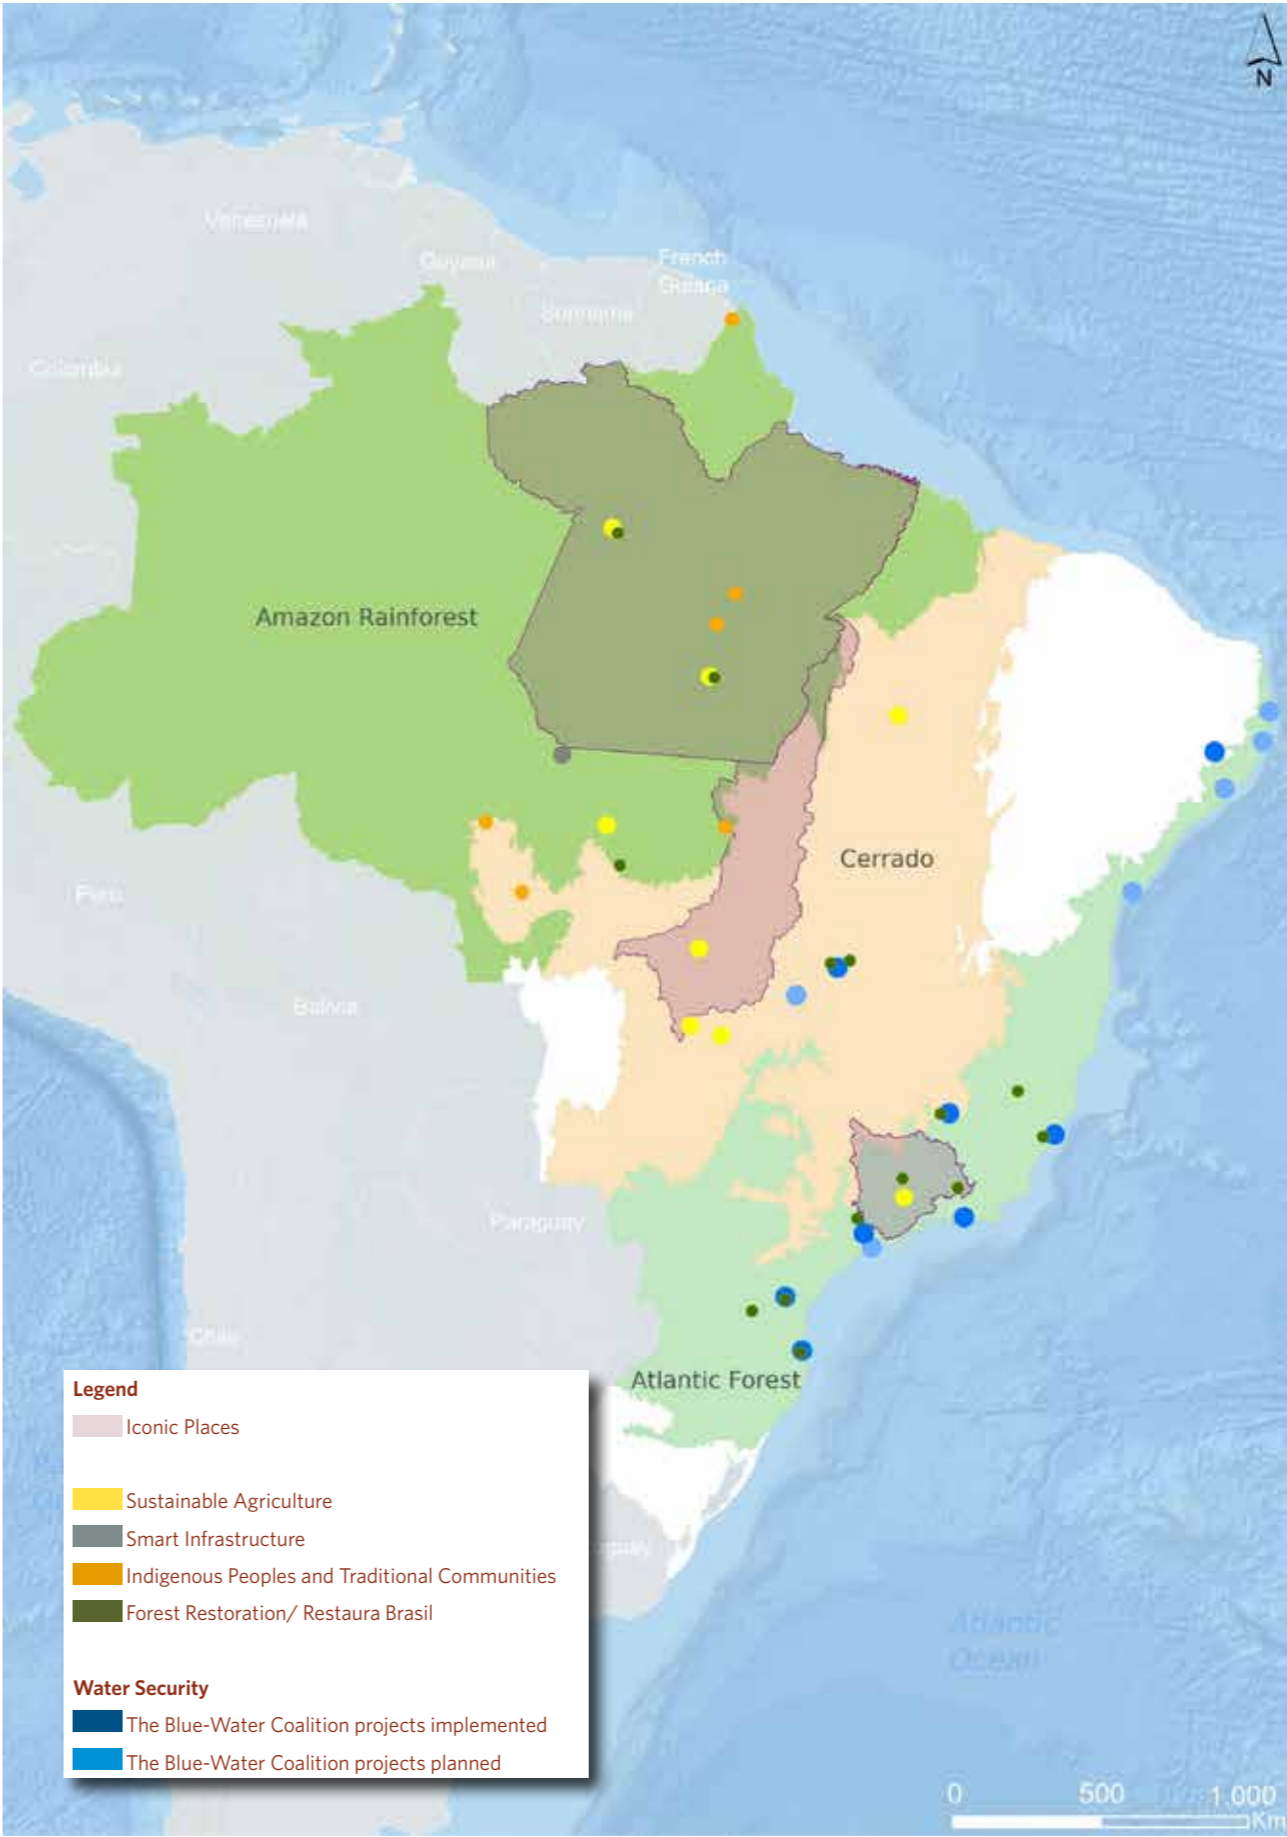 N
Venezuela
Guyana
French
Guiana
Suriname
Colombia
Amazon Rainforest
Cerrado
Peru
Bolivia
Paraguay
Chile
Atlantic Forest
Legend
Iconic Places
Sustainable Agriculture
Smart Infrastructure
Indigenous Peoples and Traditional Communities
Forest Restoration/ Restaura Brasil
Water Security
The Blue-Water Coalition projects implemented
The Blue-Water Coalition projects planned
Atlantic
Ocean
0 500 1.000
Km